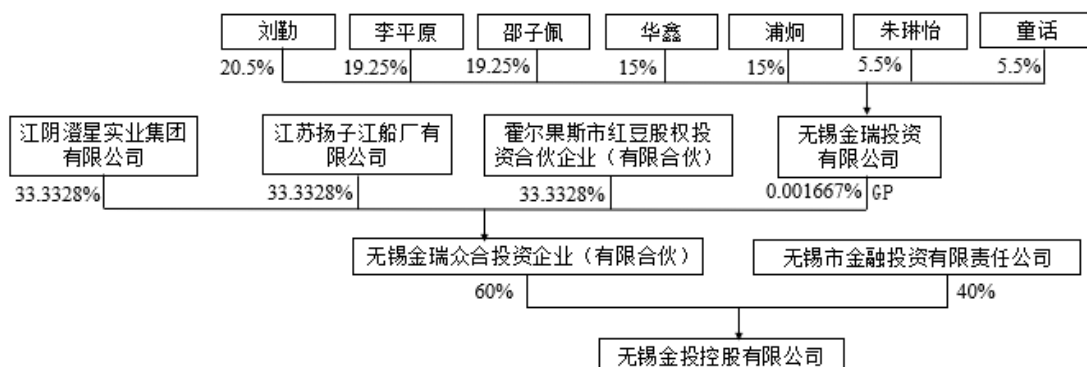 刘勤 李平原 邵子佩 华鑫 浦炯 朱琳怡 童话
20.5% 19.25% 19.25% 15% 15% 5.5% 5.5%
江阴澄星实业集团
有限公司
江苏扬子江船厂有
限公司
霍尔果斯市红豆股权投
资合伙企业（有限合伙）
无锡金瑞投资
有限公司
33.3328% 33.3328% 33.3328% 0.001667% GP
无锡金瑞众合投资企业（有限合伙） 无锡市金融投资有限责任公司
60% 40%
无锡金投控股有限公司